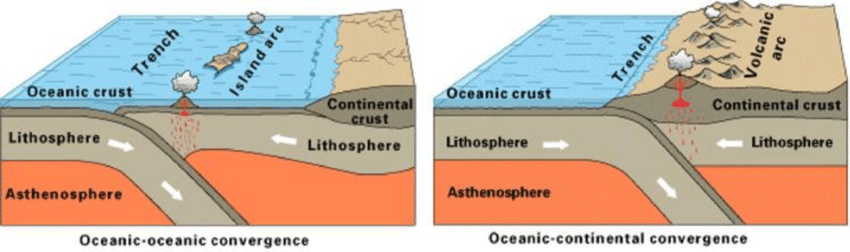 Trench
Island arc
Oceanic crust
Continental
crust
Lithosphere
Lithosphere
Asthenosphere
Oceanic-oceanic convergence
Trench
Volcanic
arc
Oceanic crust
Continental crust
Lithosphere
Lithosphere
Asthenosphere
Oceanic-continental convergence